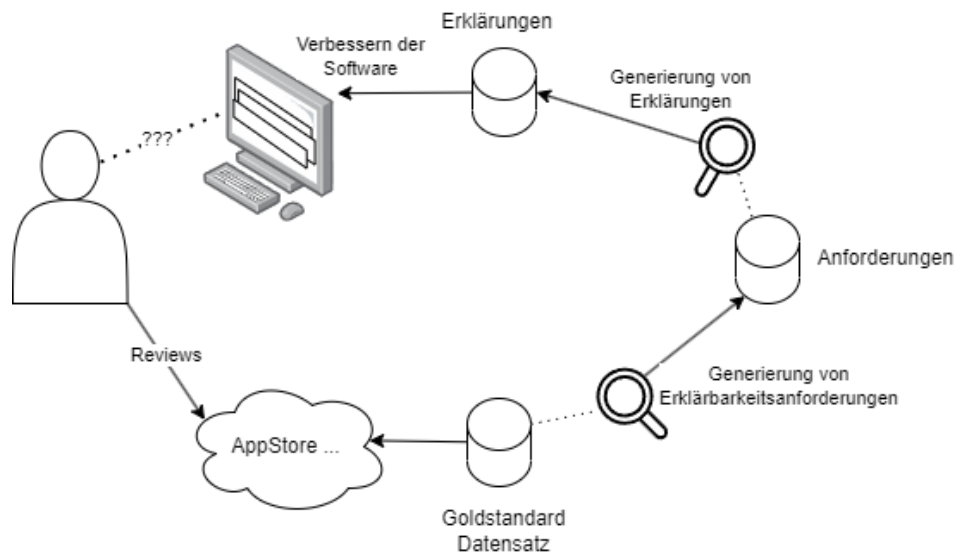 Erklärungen
Verbessern der
Software
Generierung von
Erklärungen
???
Anforderungen
Reviews
Generierung von
Erklärbarkeitsanforderungen
AppStore ...
Goldstandard
Datensatz